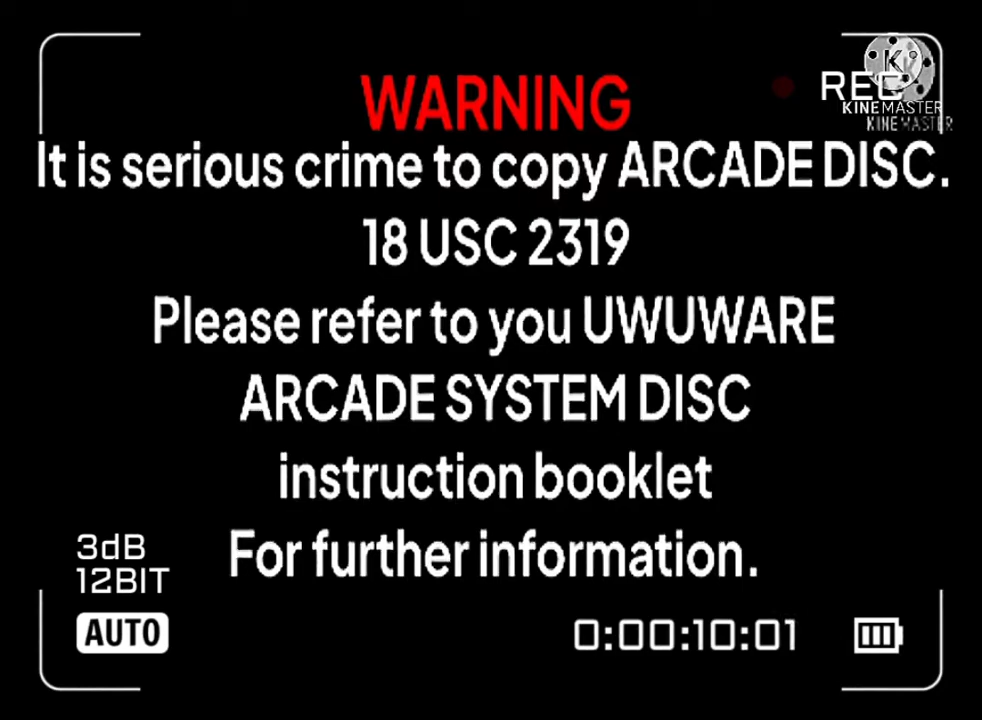 WARNING
REC
K
KINEMASTER
K
KINEMASTER
It is serious crime to copy ARCADE DISC.
18 USC 2319
Please refer to you UWUWARE
ARCADE SYSTEM DISC
instruction booklet
For further information.
3dB
12BIT
AUTO
0:00:10:01